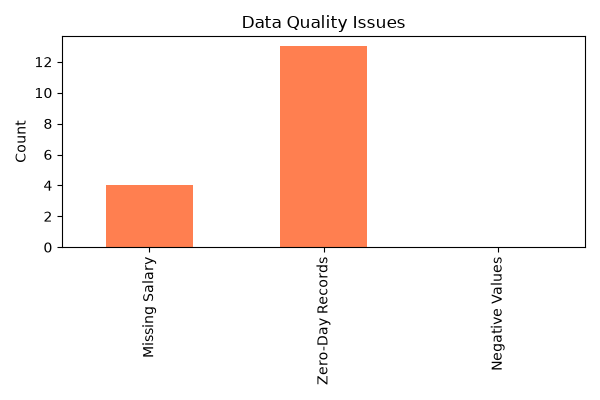 Data Quality Issues
Count
12
10
8
6
4
2
0
Missing Salary
Zero-Day Records
Negative Values